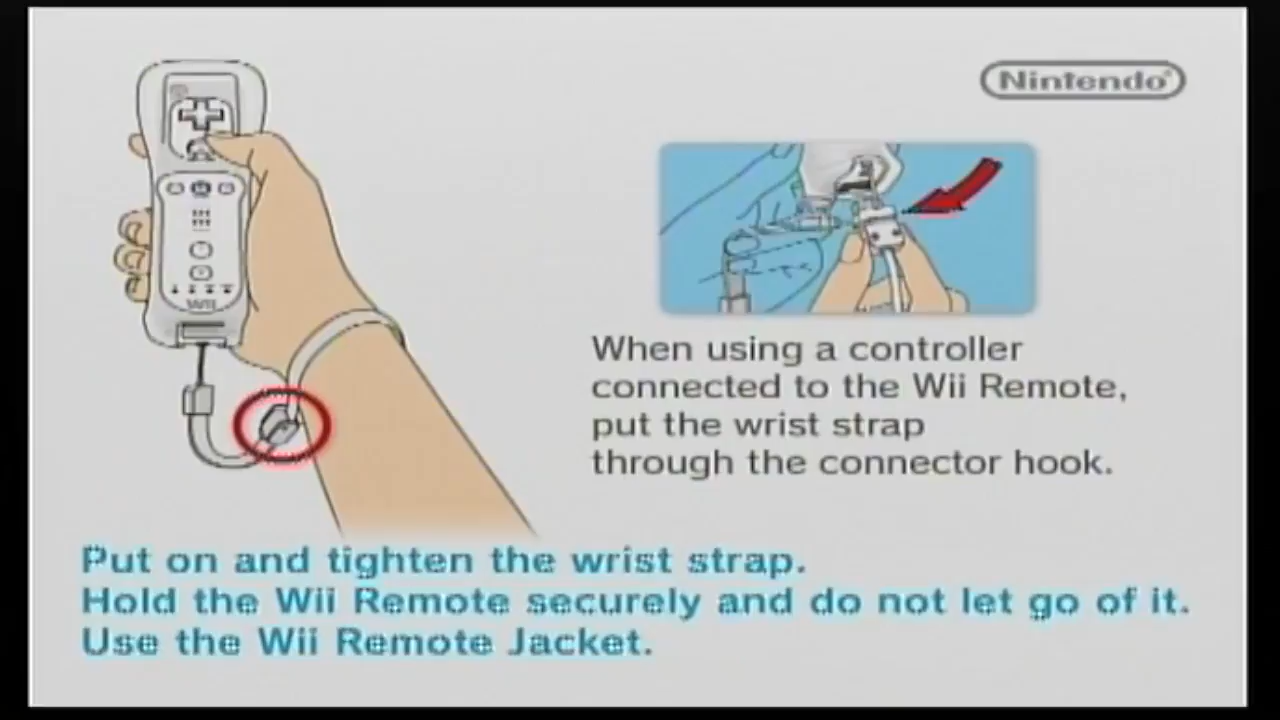 Nintendo®
When using a controller
connected to the Wii Remote,
put the wrist strap
through the connector hook.
Wii
Put on and tighten the wrist strap.
Hold the Wii Remote securely and do not let go of it.
Use the Wii Remote Jacket.